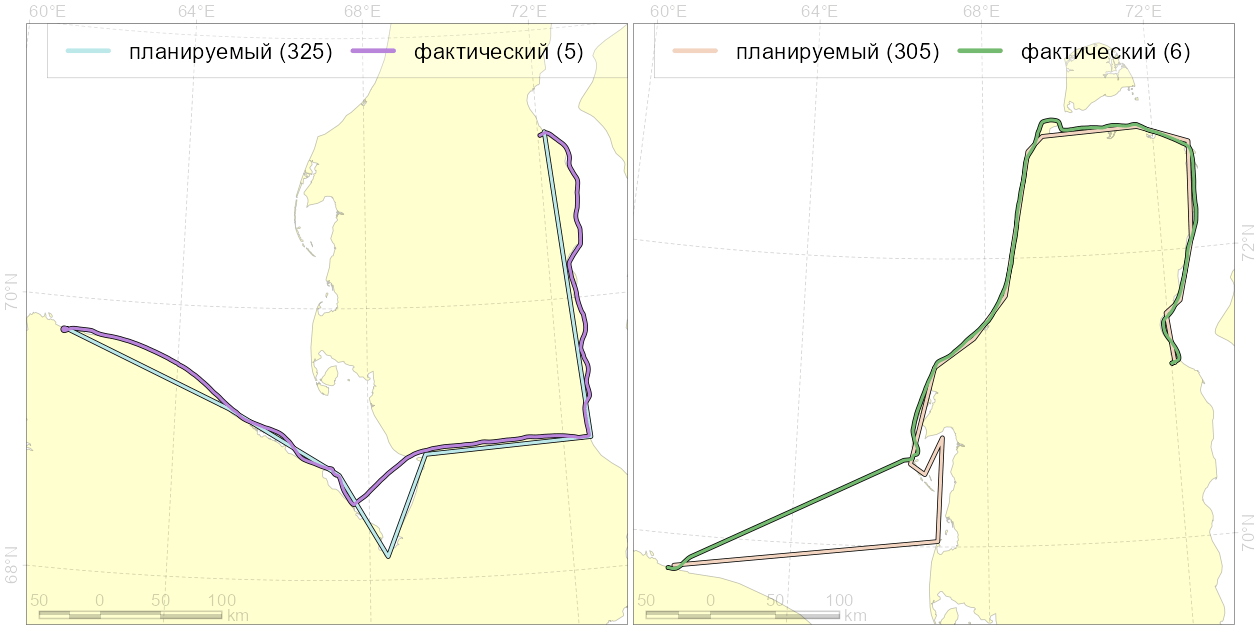 60°E 64°E 68°E 72°E
планируемый (325) фактический (5)
70°N
68°N
50 0 50 100
km
60°E 64°E 68°E 72°E
планируемый (305) фактический (6)
72°N
70°N
50 0 50 100
km